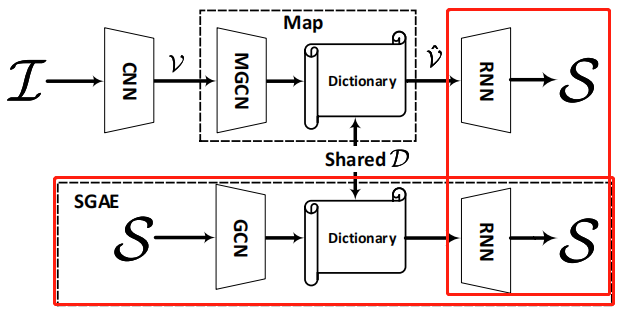 Map
I
CNN
V
MGCN
Dictionary
V̂
RNN
S
Shared D
SGAE
S
GCN
Dictionary
RNN
S